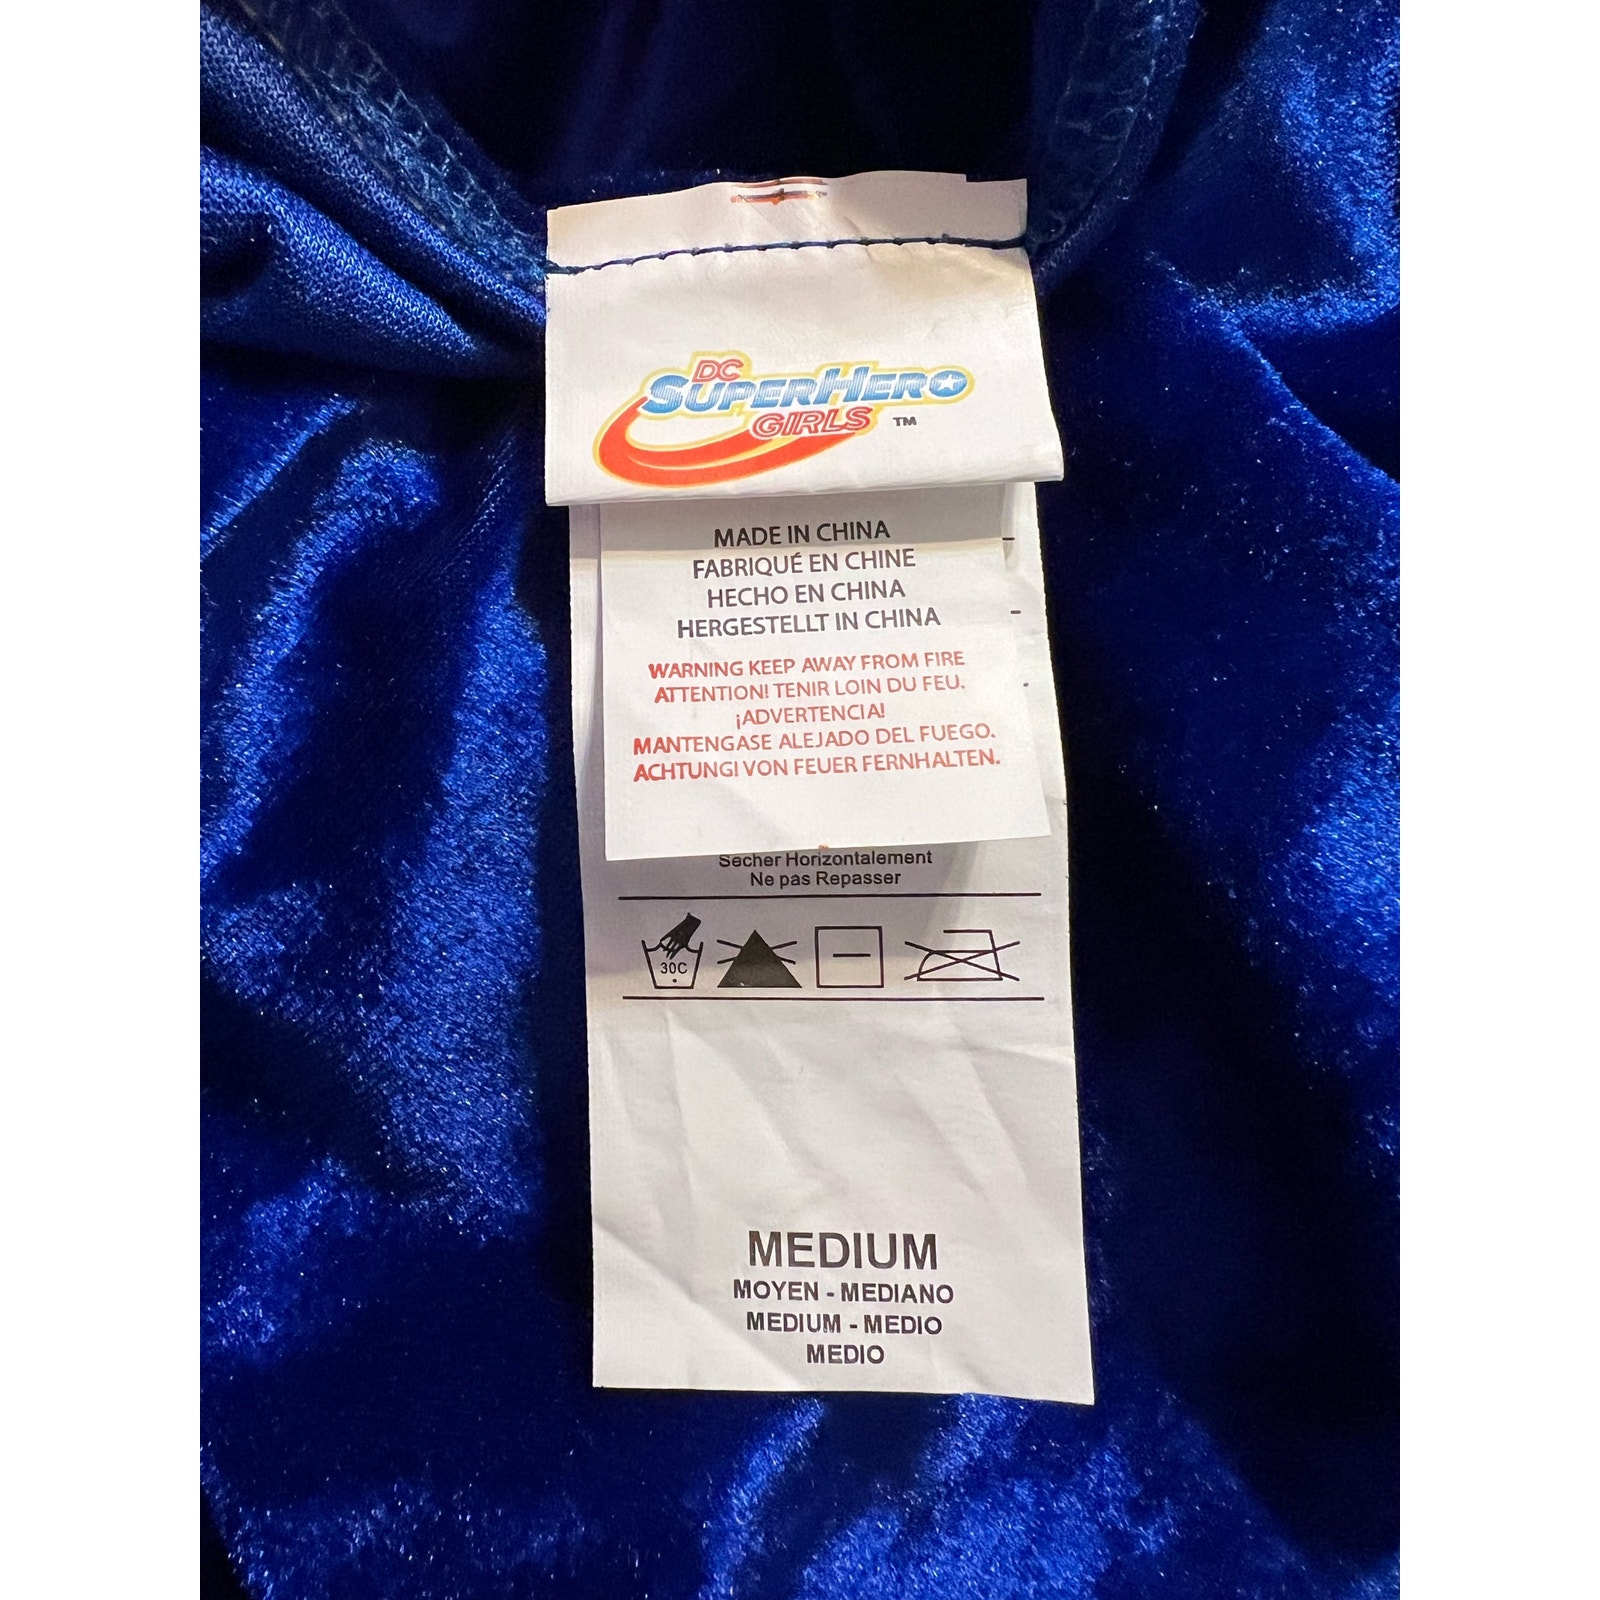 DC
SUPERHERO
GIRLS ™
MADE IN CHINA
FABRIQUÉ EN CHINE
HECHO EN CHINA
HERGESTELLT IN CHINA
WARNING KEEP AWAY FROM FIRE
ATTENTION! TENIR LOIN DU FEU.
¡ADVERTENCIA!
MANTENGASE ALEJADO DEL FUEGO.
ACHTUNG! VON FEUER FERNHALTEN.
Secher Horizontalement
Ne pas Repasser
30C
MEDIUM
MOYEN - MEDIANO
MEDIUM - MEDIO
MEDIO